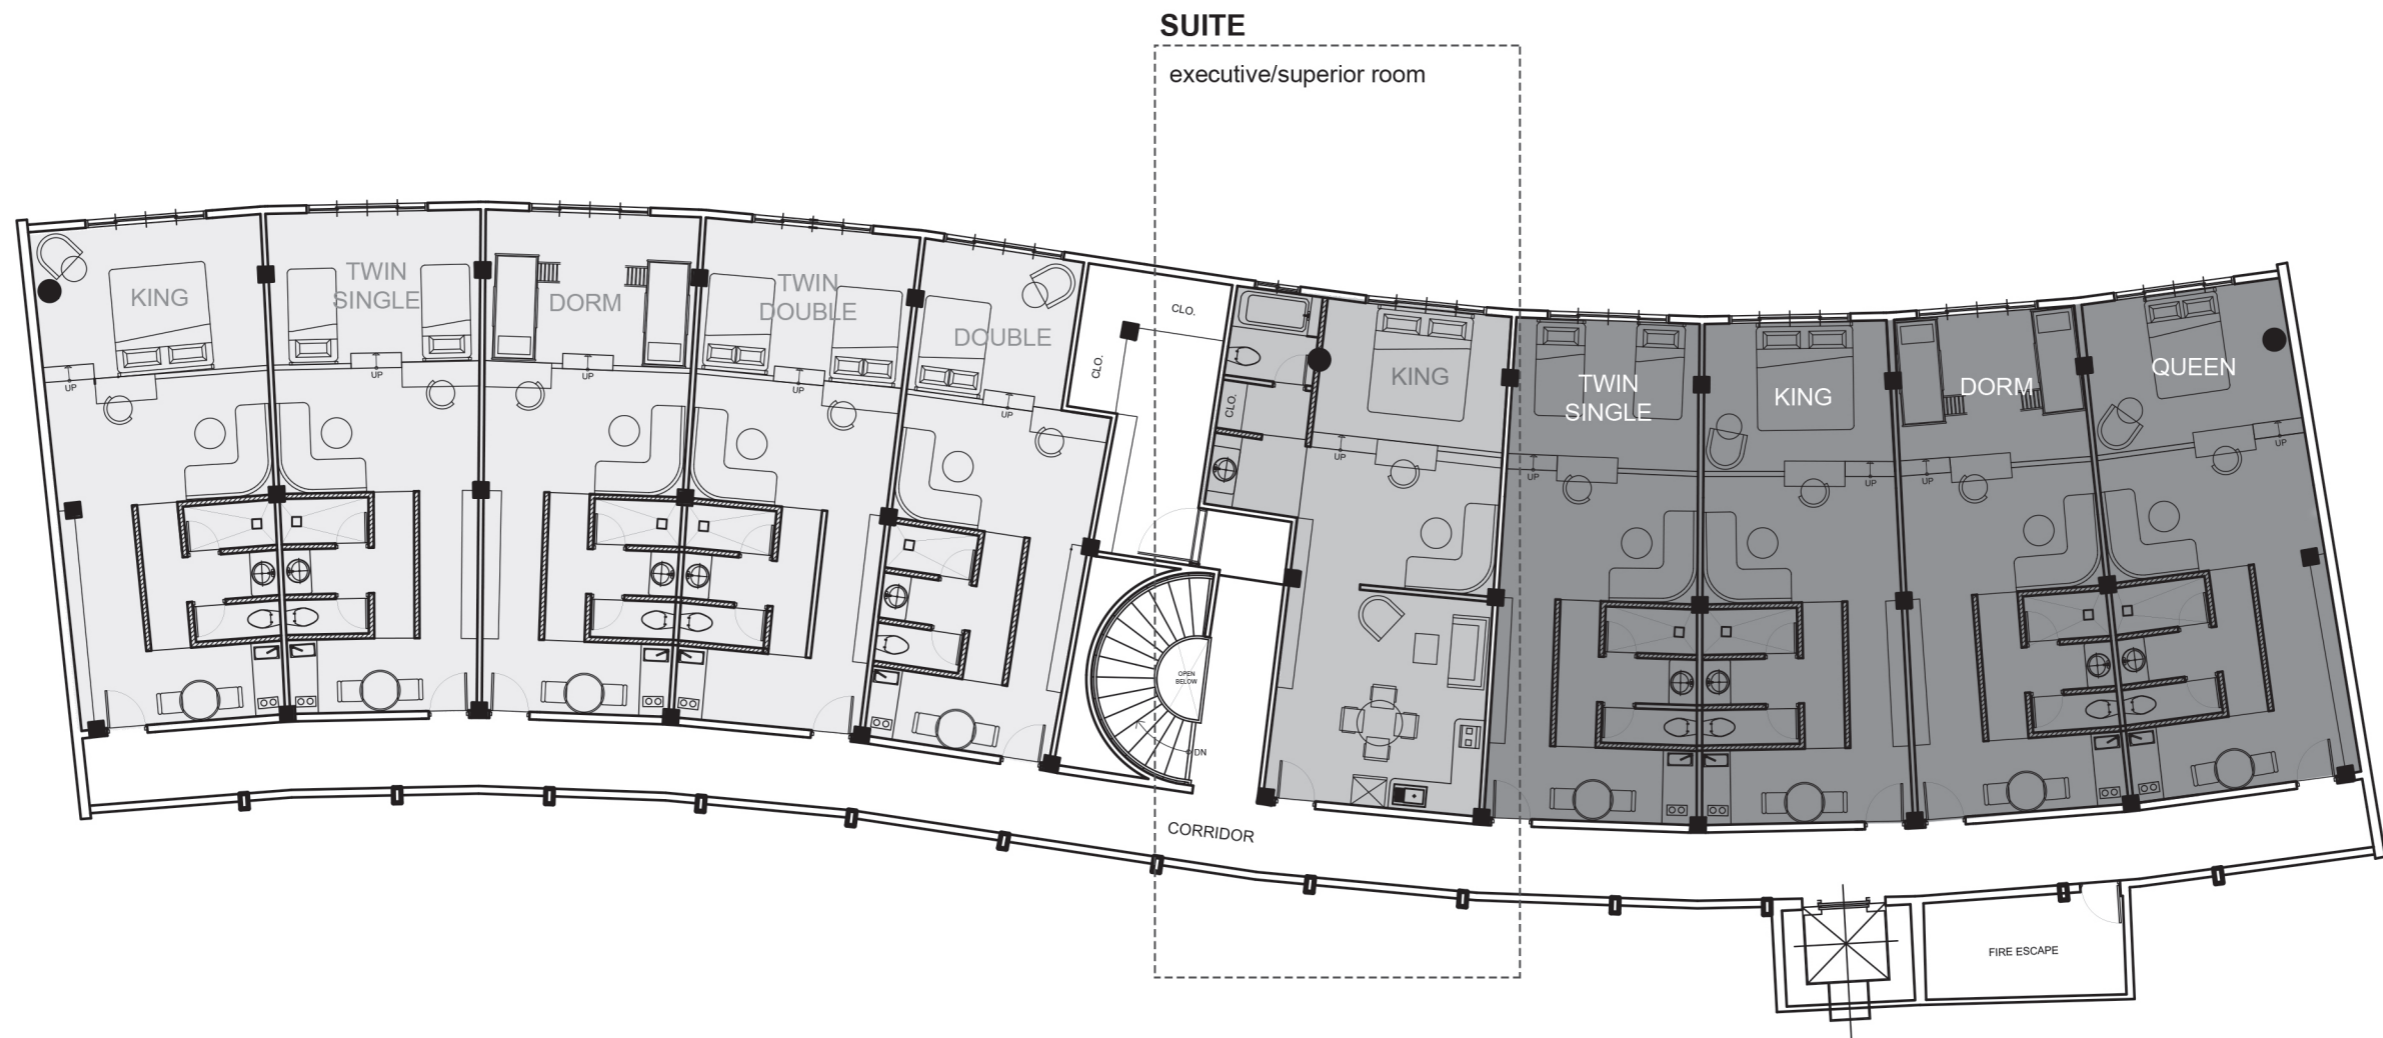 SUITE
executive/superior room
KING
TWIN
SINGLE
DORM
TWIN
DOUBLE
DOUBLE
CLO.
CLO.
CLO.
KING
TWIN
SINGLE
KING
DORM
QUEEN
UP
UP
UP
UP
UP
UP
UP
UP
UP
UP
OPEN
BELOW
DN
CORRIDOR
FIRE ESCAPE